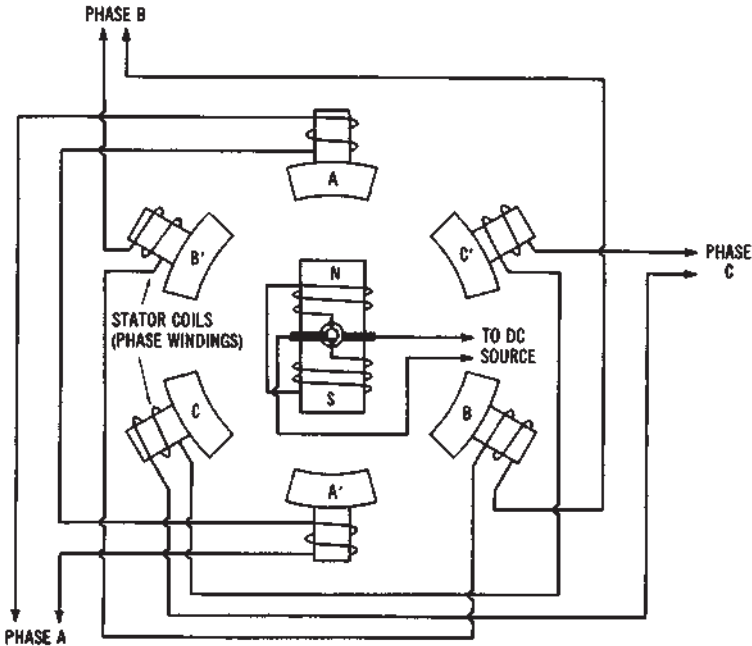 PHASE B
A
B'
C'
PHASE
C
N
STATOR COILS
(PHASE WINDINGS)
TO DC
SOURCE
S
C
B
A'
PHASE A